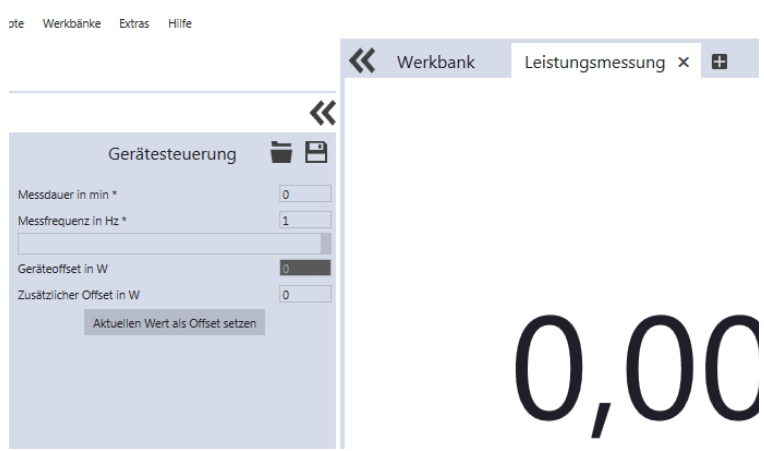 Werkbänke Extras Hilfe
Werkbank Leistungsmessung
Gerätesteuerung
Messdauer in min * 0
Messfrequenz in Hz * 1
Geräteoffset in W 0
Zusätzlicher Offset in W 0
Aktuellen Wert als Offset setzen
0,00